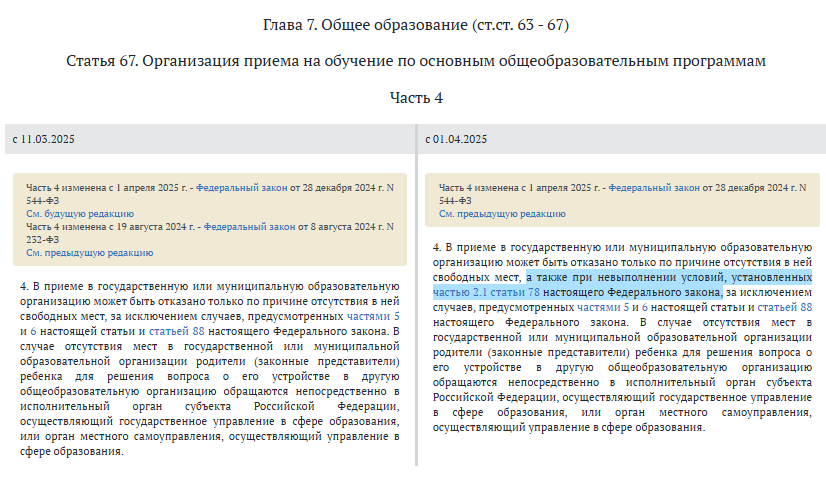 Глава 7. Общее образование (ст.ст. 63 - 67)
Статья 67. Организация приема на обучение по основным общеобразовательным программам
Часть 4
с 11.03.2025
Часть 4 изменена с 1 апреля 2025 г. - Федеральный закон от 28 декабря 2024 г. N
544-ФЗ
См. будущую редакцию
Часть 4 изменена с 19 августа 2024 г. - Федеральный закон от 8 августа 2024 г. N
232-ФЗ
См. предыдущую редакцию
4. В приеме в государственную или муниципальную образовательную
организацию может быть отказано только по причине отсутствия в ней
свободных мест, за исключением случаев, предусмотренных частями 5
и 6 настоящей статьи и статьей 88 настоящего Федерального закона. В
случае отсутствия мест в государственной или муниципальной
образовательной организации родители (законные представители)
ребенка для решения вопроса о его устройстве в другую
общеобразовательную организацию обращаются непосредственно в
исполнительный орган субъекта Российской Федерации,
осуществляющий государственное управление в сфере образования,
или орган местного самоуправления, осуществляющий управление в
сфере образования.
с 01.04.2025
Часть 4 изменена с 1 апреля 2025 г. - Федеральный закон от 28 декабря 2024 г. N
544-ФЗ
См. предыдущую редакцию
4. В приеме в государственную или муниципальную образовательную
организацию может быть отказано только по причине отсутствия в ней
свободных мест, а также при невыполнении условий, установленных
частью 2.1 статьи 78 настоящего Федерального закона, за исключением
случаев, предусмотренных частями 5 и 6 настоящей статьи и статьей 88
настоящего Федерального закона. В случае отсутствия мест в
государственной или муниципальной образовательной организации
родители (законные представители) ребенка для решения вопроса о
его устройстве в другую общеобразовательную организацию
обращаются непосредственно в исполнительный орган субъекта
Российской Федерации, осуществляющий государственное управление
в сфере образования, или орган местного самоуправления,
осуществляющий управление в сфере образования.